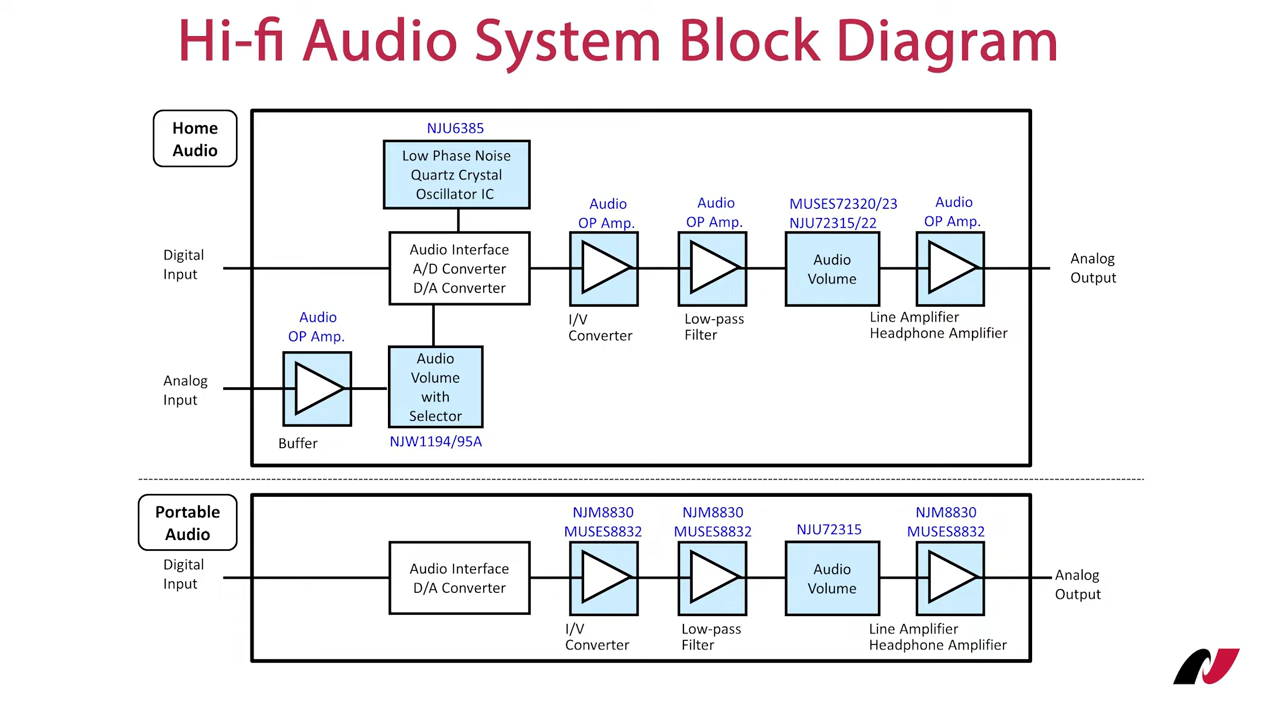 Hi-fi Audio System Block Diagram
Home
Audio
NJU6385
Low Phase Noise
Quartz Crystal
Oscillator IC
Digital
Input
Audio Interface
A/D Converter
D/A Converter
Audio
OP Amp.
I/V
Converter
Audio
OP Amp.
Low-pass
Filter
MUSES72320/23
NJU72315/22
Audio
Volume
Audio
OP Amp.
Line Amplifier
Headphone Amplifier
Analog
Output
Audio
OP Amp.
Analog
Input
Buffer
Audio
Volume
with
Selector
NJW1194/95A
Portable
Audio
Digital
Input
Audio Interface
D/A Converter
NJM8830
MUSES8832
I/V
Converter
NJM8830
MUSES8832
Low-pass
Filter
NJU72315
Audio
Volume
NJM8830
MUSES8832
Line Amplifier
Headphone Amplifier
Analog
Output